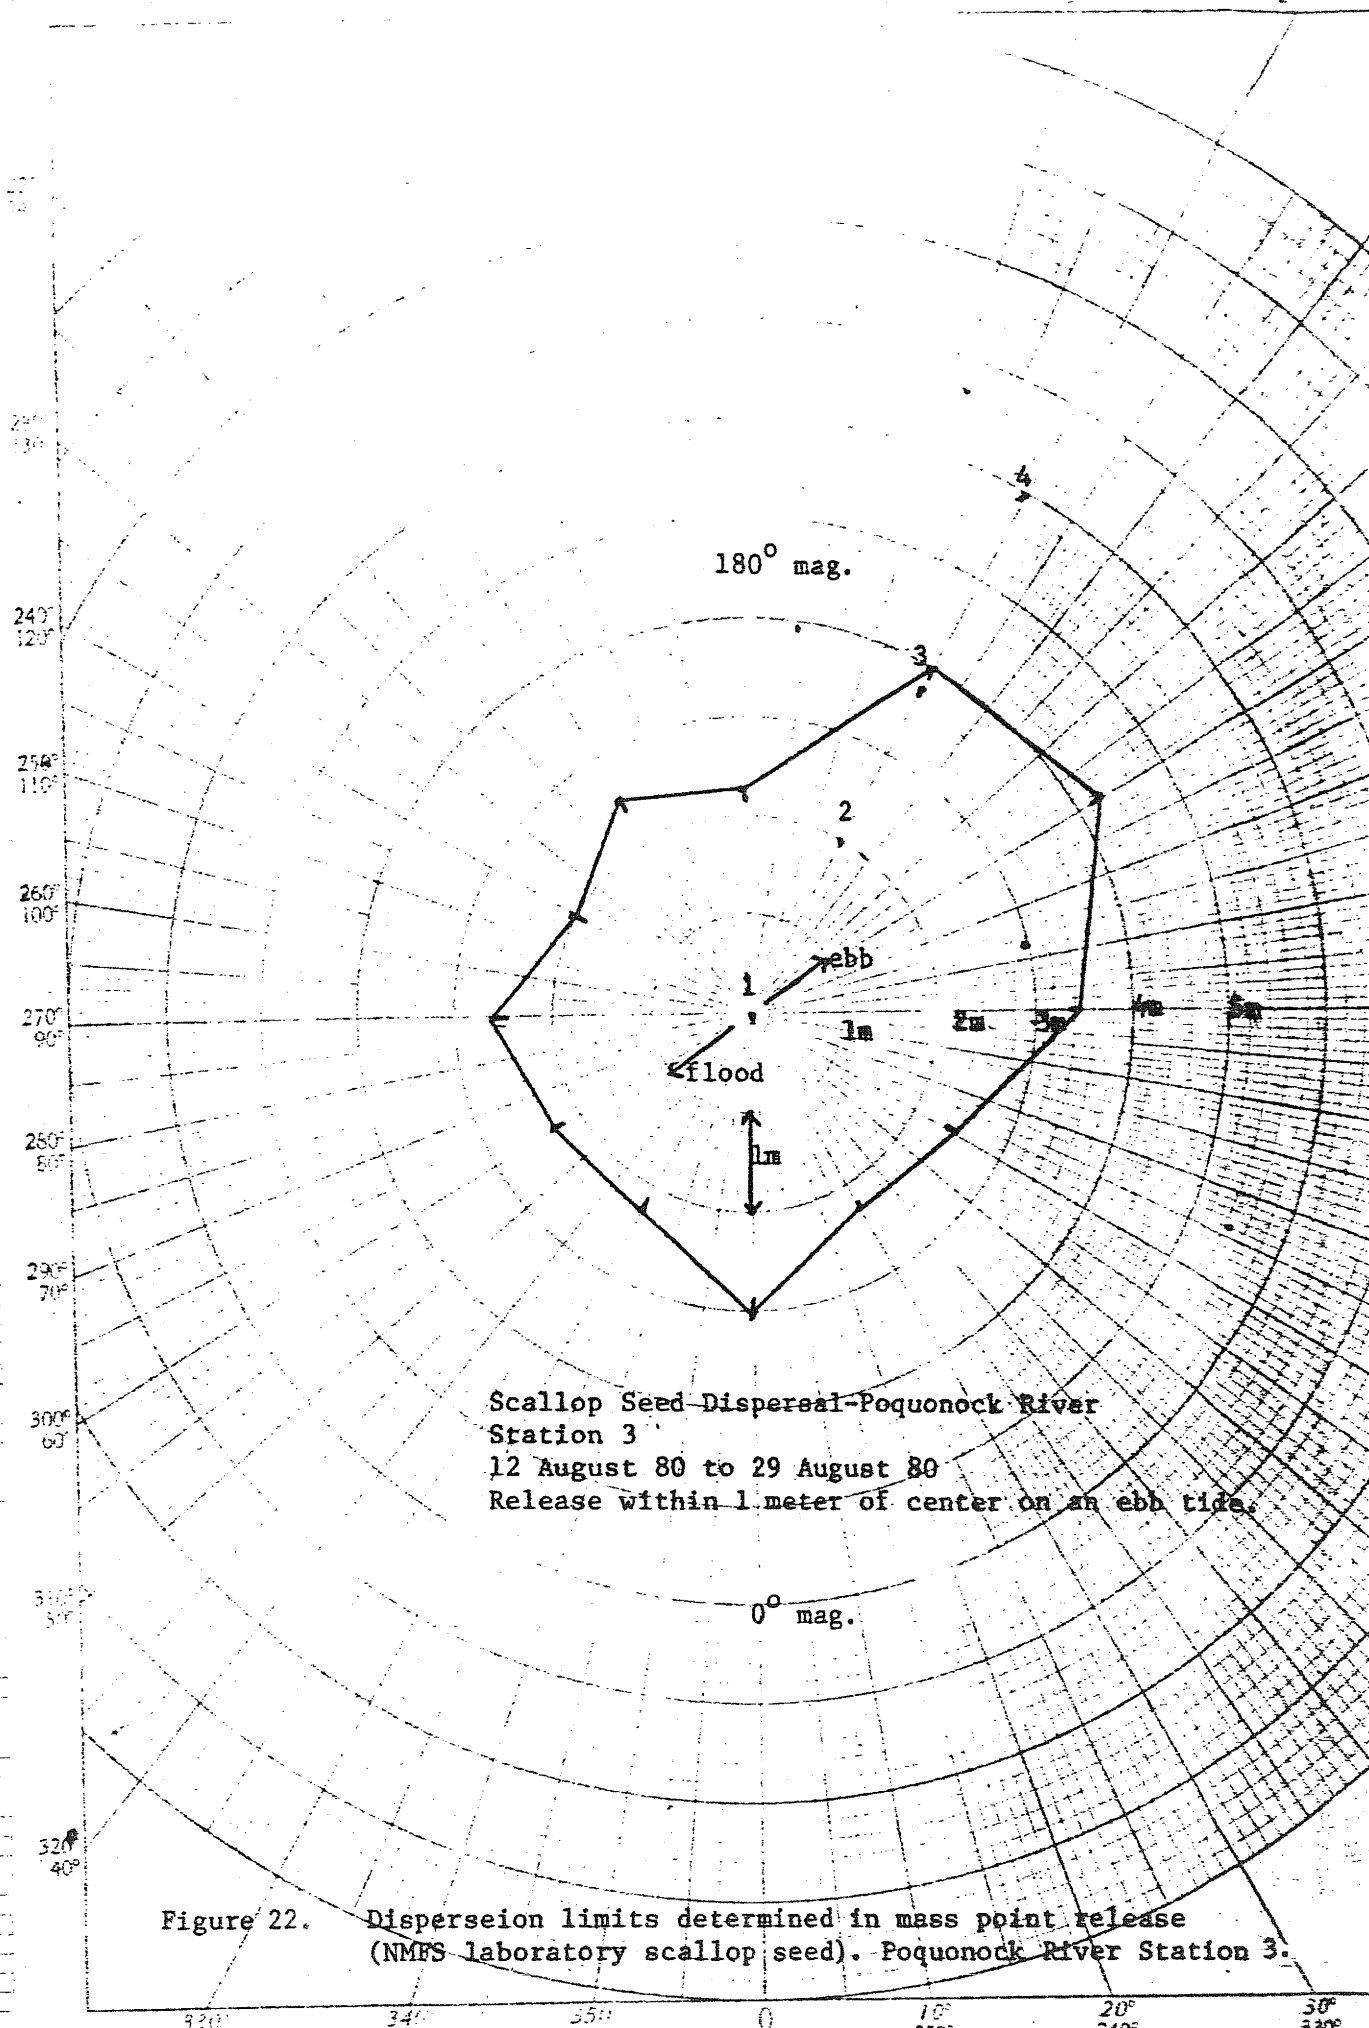 4
180° mag.
240°
120°
3
250°
110°
2
260°
100°
ebb
1
270°
90°
1m 2m 3m 4m 5m
flood
280°
80°
1m
290°
70°
Scallop Seed Dispersal-Poquonock River
300°
60°
Station 3
12 August 80 to 29 August 80
Release within 1 meter of center on an ebb tide.
310°
50°
0° mag.
320°
40°
Figure 22. Disperseion limits determined in mass point release
(NMFS laboratory scallop seed). Poquonock River Station 3.
0 10° 20° 30°
340° 330°